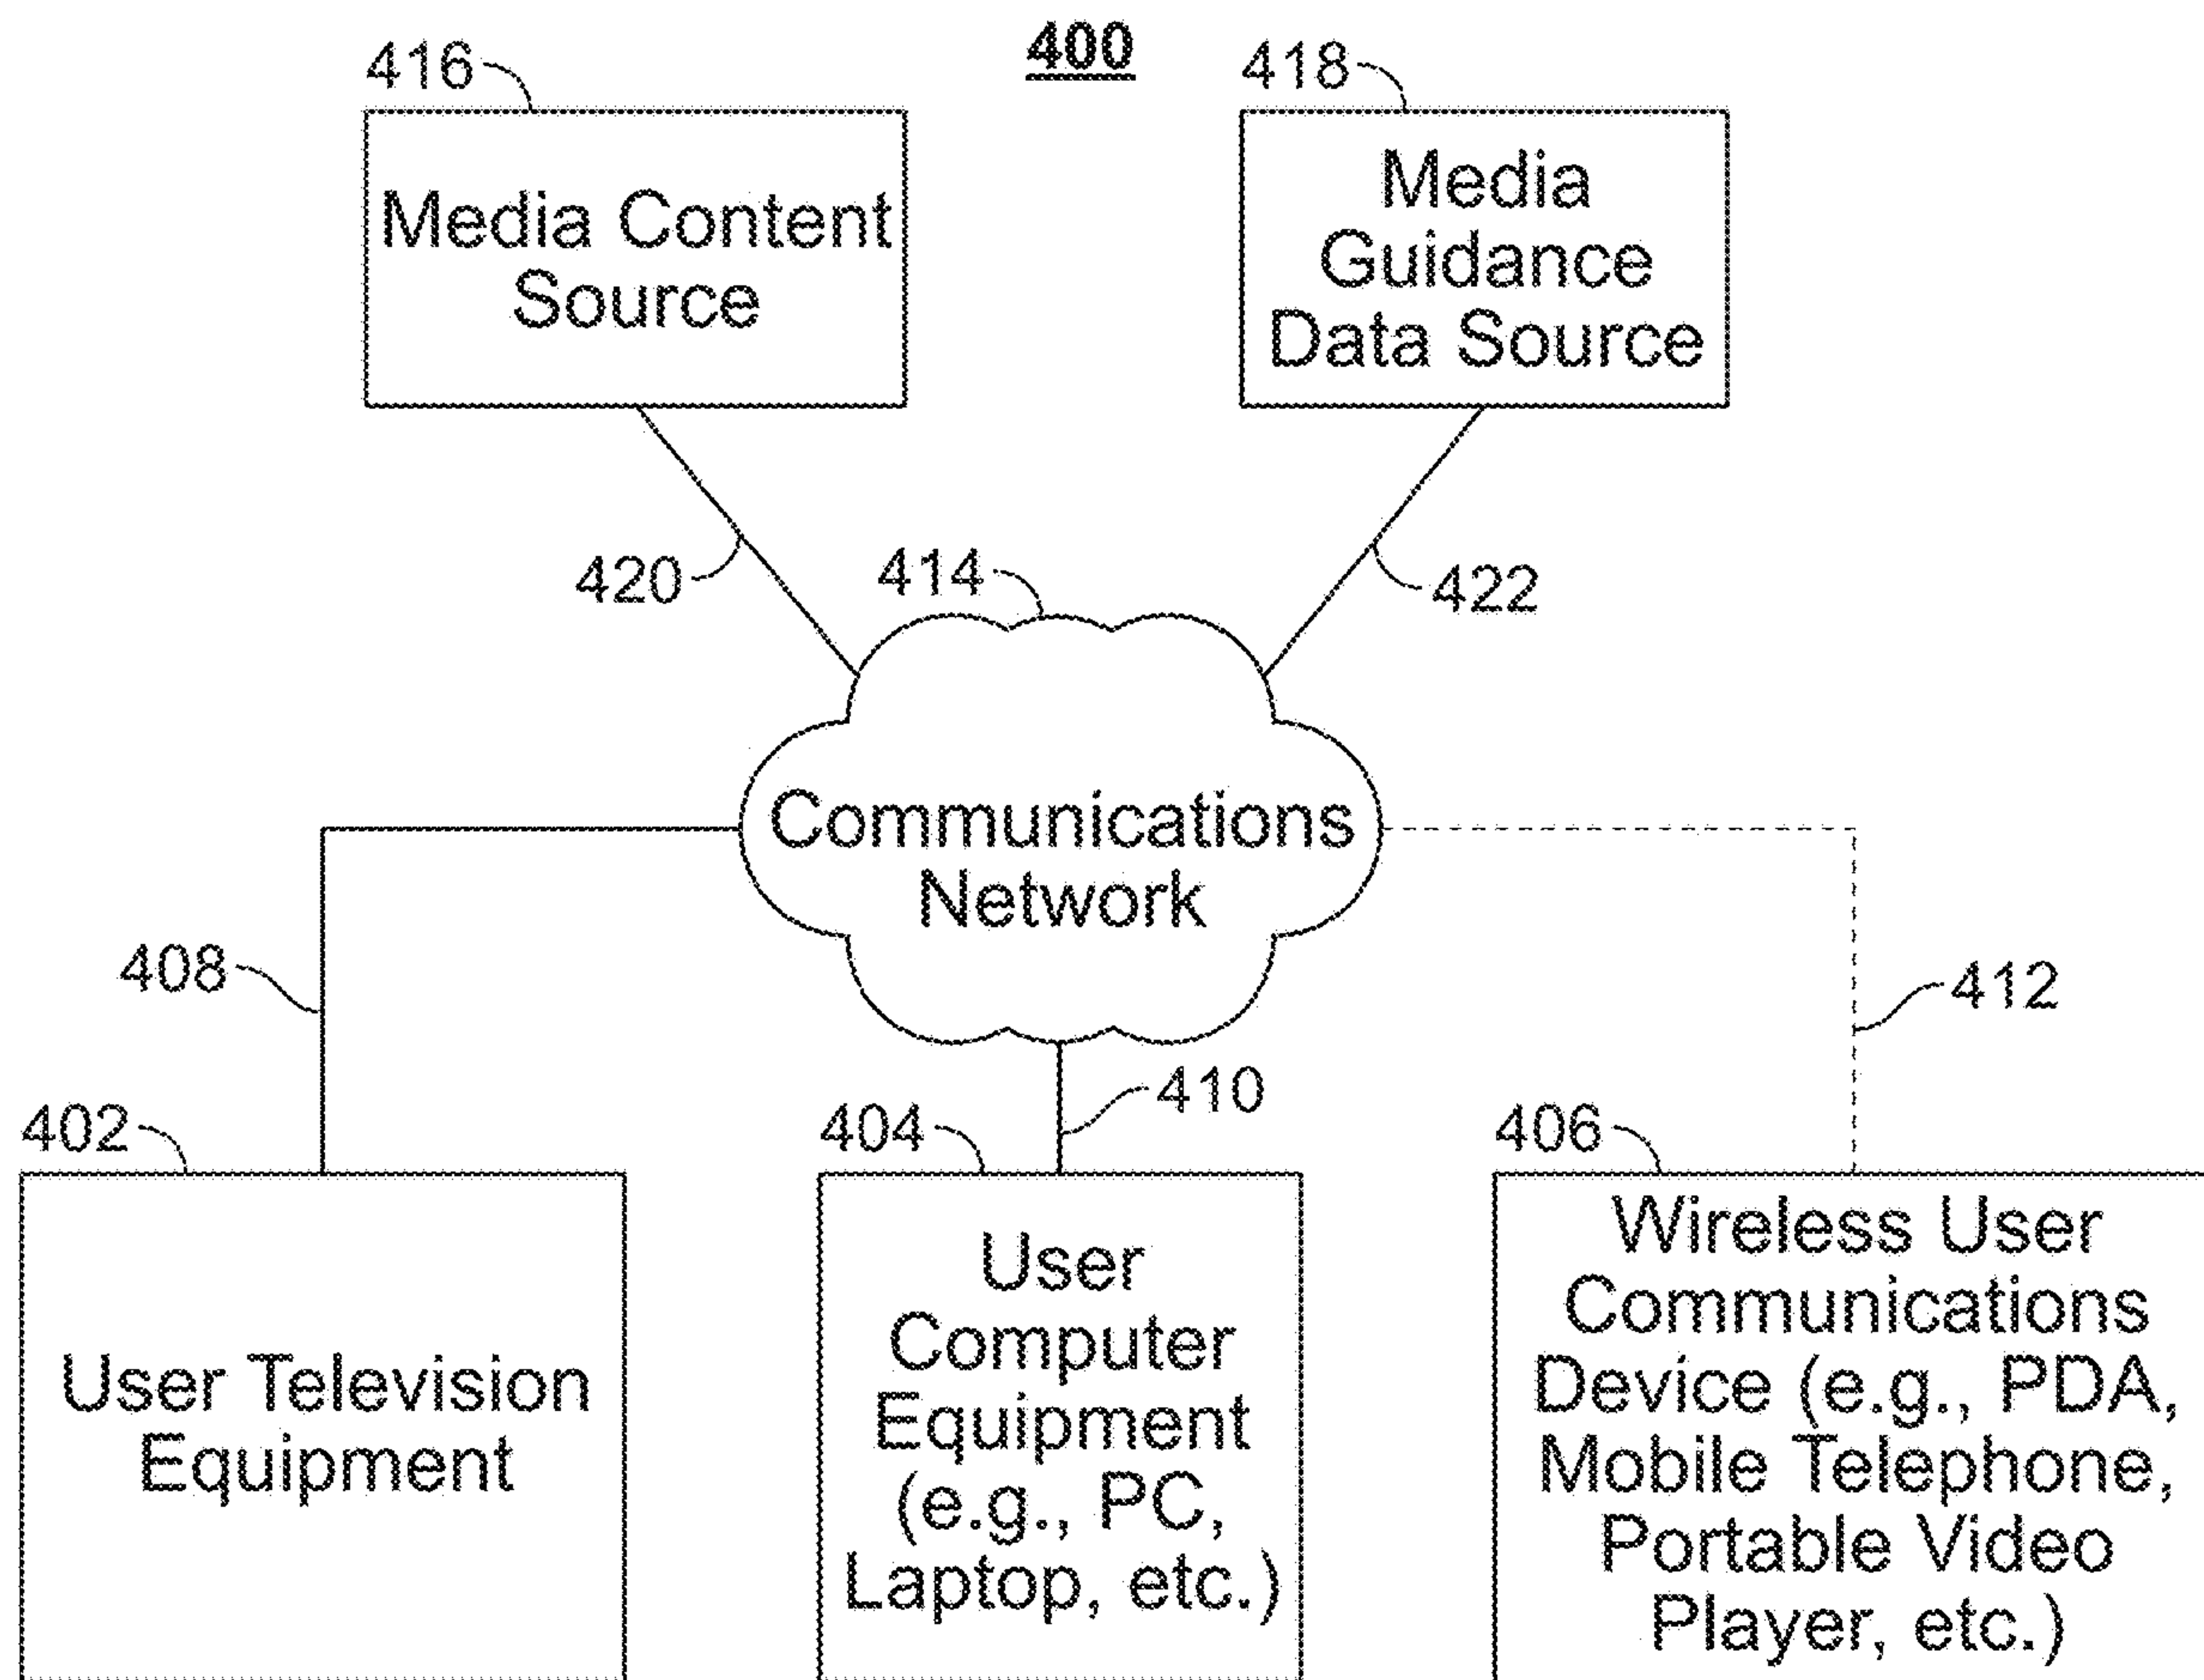 400
416
418
Media Content
Source
Media
Guidance
Data Source
420
414
422
Communications
Network
408
412
410
402
404
406
User Television
Equipment
User
Computer
Equipment
(e.g., PC,
Laptop, etc.)
Wireless User
Communications
Device (e.g., PDA,
Mobile Telephone,
Portable Video
Player, etc.)